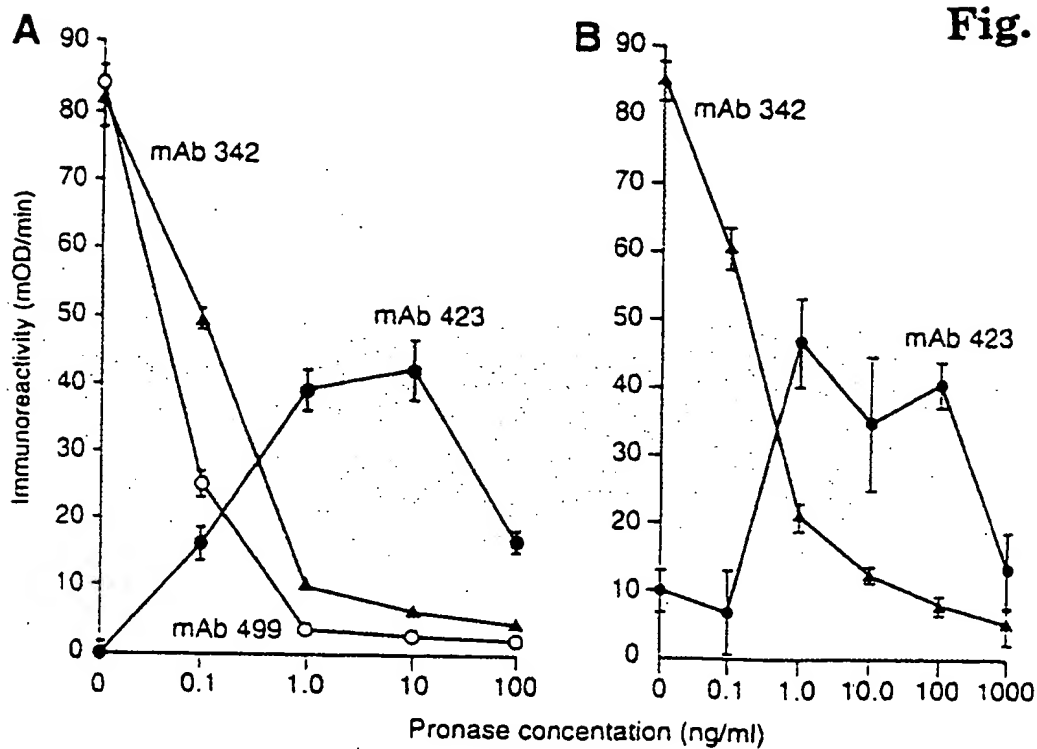 A
B
Fig.
Immunoreactivity (mOD/min)
90
80
70
60
50
40
30
20
10
0
mAb 342
mAb 423
mAb 499
0 0.1 1.0 10 100
90
80
70
60
50
40
30
20
10
0
mAb 342
mAb 423
0 0.1 1.0 10.0 100 1000
Pronase concentration (ng/ml)